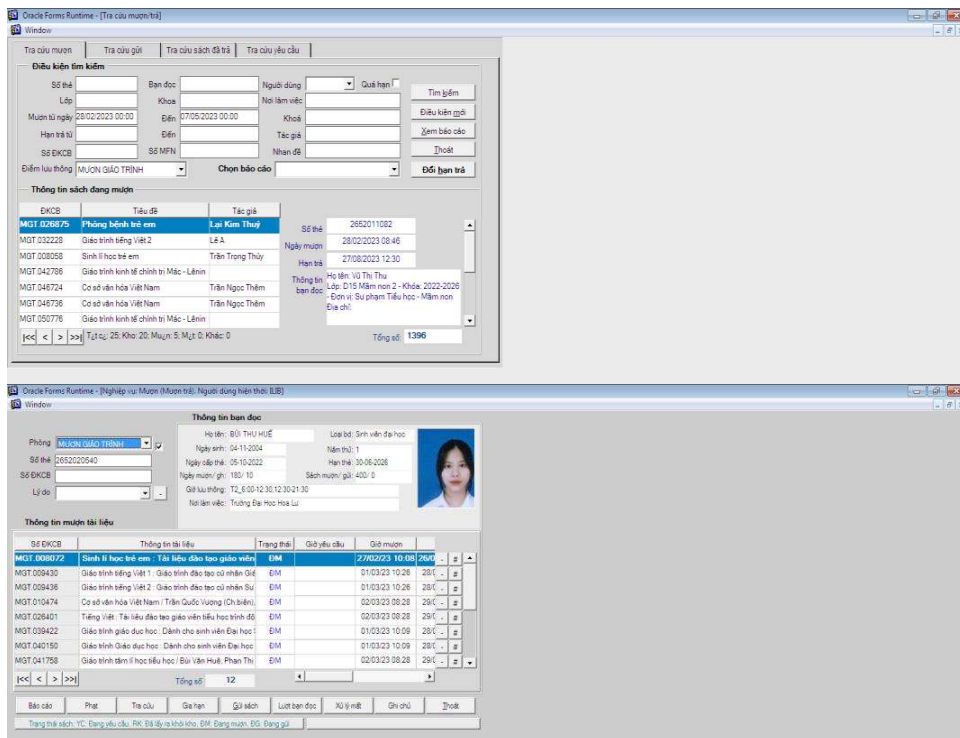 Oracle Forms Runtime - [Tra cứu mượn/trả]
Window
Tra cứu mượn Tra cứu gửi Tra cứu sách đã trả Tra cứu yêu cầu
Điều kiện tìm kiếm
Số thẻ Bạn đọc Người dùng Quá hạn
Tìm kiếm
Lớp Khoa Nơi làm việc
Điều kiện mới
Mượn từ ngày 28/02/2023 00:00 Đến 07/05/2023 00:00 Khoá
Hạn trả từ Đến Tác giả
Xem báo cáo
Số ĐKCB Số MFN Nhan đề
Thoát
Điểm lưu thông MƯỢN GIÁO TRÌNH Chọn báo cáo Đổi hạn trả
Thông tin sách đang mượn
ĐKCB Tiêu đề Tác giả
MGT.026875 Phòng bệnh trẻ em Lại Kim Thuý
MGT.032228 Giáo trình tiếng Việt 2 Lê A
MGT.008058 Sinh lí học trẻ em Trần Trọng Thủy
MGT.042786 Giáo trình kinh tế chính trị Mác - Lênin
MGT.046724 Cơ sở văn hóa Việt Nam Trần Ngọc Thêm
MGT.046736 Cơ sở văn hóa Việt Nam Trần Ngọc Thêm
MGT.050776 Giáo trình kinh tế chính trị Mác - Lênin
Số thẻ 2652011082
Ngày mượn 28/02/2023 08:46
Hạn trả 27/08/2023 12:30
Thông tin bạn đọc
Họ tên: Vũ Thị Thu
Lớp: D15 Mầm non 2 - Khóa: 2022-2026
- Đơn vị: Sư phạm Tiểu học - Mầm non
Địa chỉ:
|<< < > >>| T¿t c¿: 25; Kho: 20; Mu¿n: 5; M¿t: 0; Khác: 0
Tổng số: 1396
Oracle Forms Runtime - [Nghiệp vụ: Mượn (Mượn trả). Người dùng hiện thời: ILIB]
Window
Thông tin bạn đọc
Phòng MƯỢN GIÁO TRÌNH
Số thẻ 2652020540
Số ĐKCB
Lý do -
Họ tên: BÙI THU HUẾ Loại bđ: Sinh viên đại học
Ngày sinh: 04-11-2004 Năm thứ: 1
Ngày cấp thẻ: 05-10-2022 Hạn thẻ: 30-06-2026
Ngày mượn/ gh: 180/ 10 Sách mượn/ gửi: 400/ 0
Giờ lưu thông: T2_6:00-12:30,12:30-21:30
Nơi làm việc: Trường Đại Học Hoa Lư
Thông tin mượn tài liệu
Số ĐKCB Thông tin tài liệu Trạng thái Giờ yêu cầu Giờ mượn
MGT.008072 Sinh lí học trẻ em : Tài liệu đào tạo giáo viên ĐM 27/02/23 10:08 26/0 - #
MGT.009430 Giáo trình tiếng Việt 1 : Giáo trình đào tạo cử nhân Giá ĐM 01/03/23 10:26 28/0 - #
MGT.009436 Giáo trình tiếng Việt 2 : Giáo trình đào tạo cử nhân Sư ĐM 01/03/23 10:26 28/0 - #
MGT.010474 Cơ sở văn hóa Việt Nam / Trần Quốc Vượng (Ch.biên), ĐM 02/03/23 08:28 29/0 - #
MGT.026401 Tiếng Việt : Tài liệu đào tạo giáo viên tiểu học trình độ ĐM 02/03/23 08:28 29/0 - #
MGT.039422 Giáo trình giáo dục học : Dành cho sinh viên Đại học ĐM 01/03/23 10:09 28/0 - #
MGT.040150 Giáo trình Giáo dục học : Dành cho sinh viên Đại học ĐM 01/03/23 10:09 28/0 - #
MGT.041758 Giáo trình tâm lí học tiểu học / Bùi Văn Huệ, Phan Thị ĐM 02/03/23 08:28 29/0 - #
|<< < > >>| Tổng số: 12
Báo cáo Phạt Tra cứu Gia hạn Gửi sách Lượt bạn đọc Xử lý mất Ghi chú Thoát
Trạng thái sách: YC: Đang yêu cầu, RK: Đã lấy ra khỏi kho, ĐM: Đang mượn, ĐG: Đang gửi